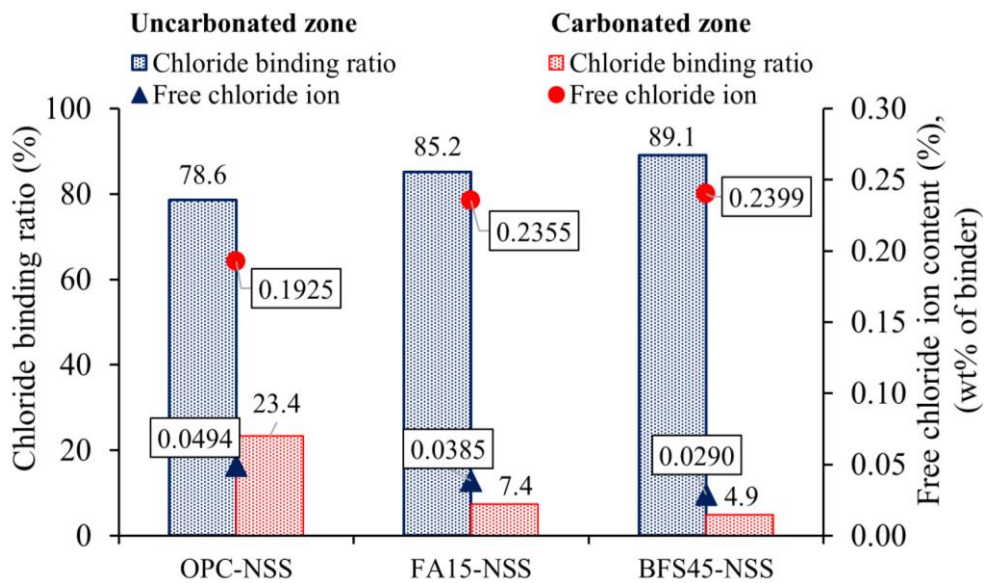 Uncarbonated zone
Chloride binding ratio
Free chloride ion
Carbonated zone
Chloride binding ratio
Free chloride ion
Chloride binding ratio (%)
100
80
60
40
20
0
78.6
85.2
89.1
0.1925
0.2355
0.2399
0.0494
23.4
0.0385
7.4
0.0290
4.9
0.30
0.25
0.20
0.15
0.10
0.05
0.00
Free chloride ion content (%),
(wt% of binder)
OPC-NSS
FA15-NSS
BFS45-NSS